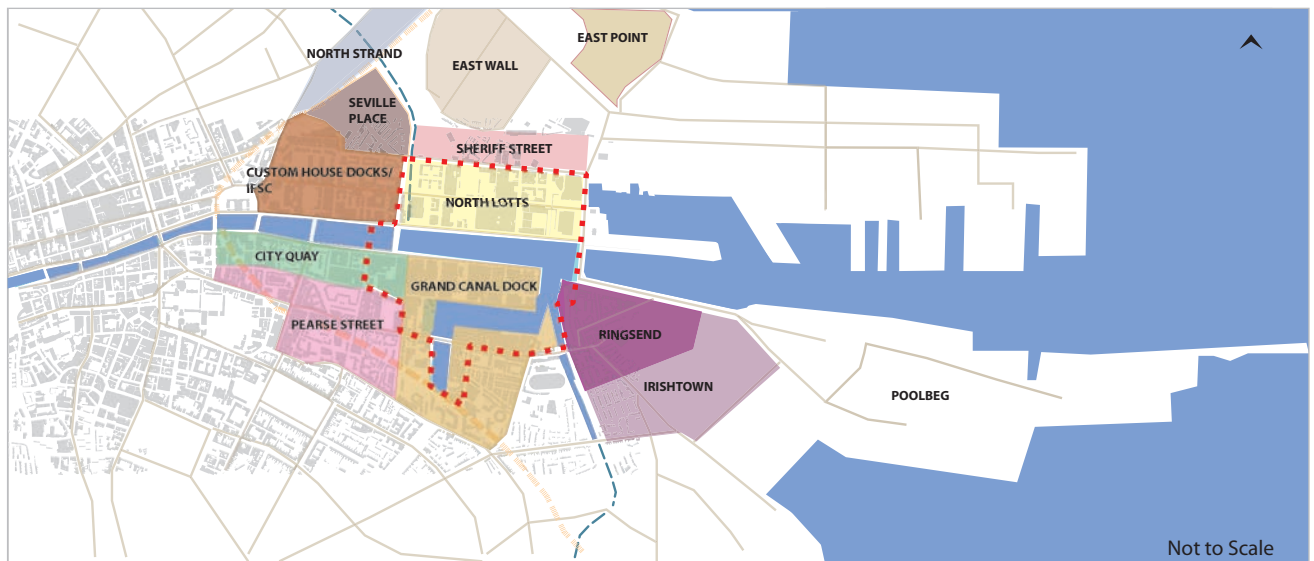 EAST POINT
NORTH STRAND
EAST WALL
SEVILLE
PLACE
SHERIFF STREET
CUSTOM HOUSE DOCKS/
IFSC
NORTH LOTTS
CITY QUAY
GRAND CANAL DOCK
PEARSE STREET
RINGSEND
IRISHTOWN
POOLBEG
Not to Scale